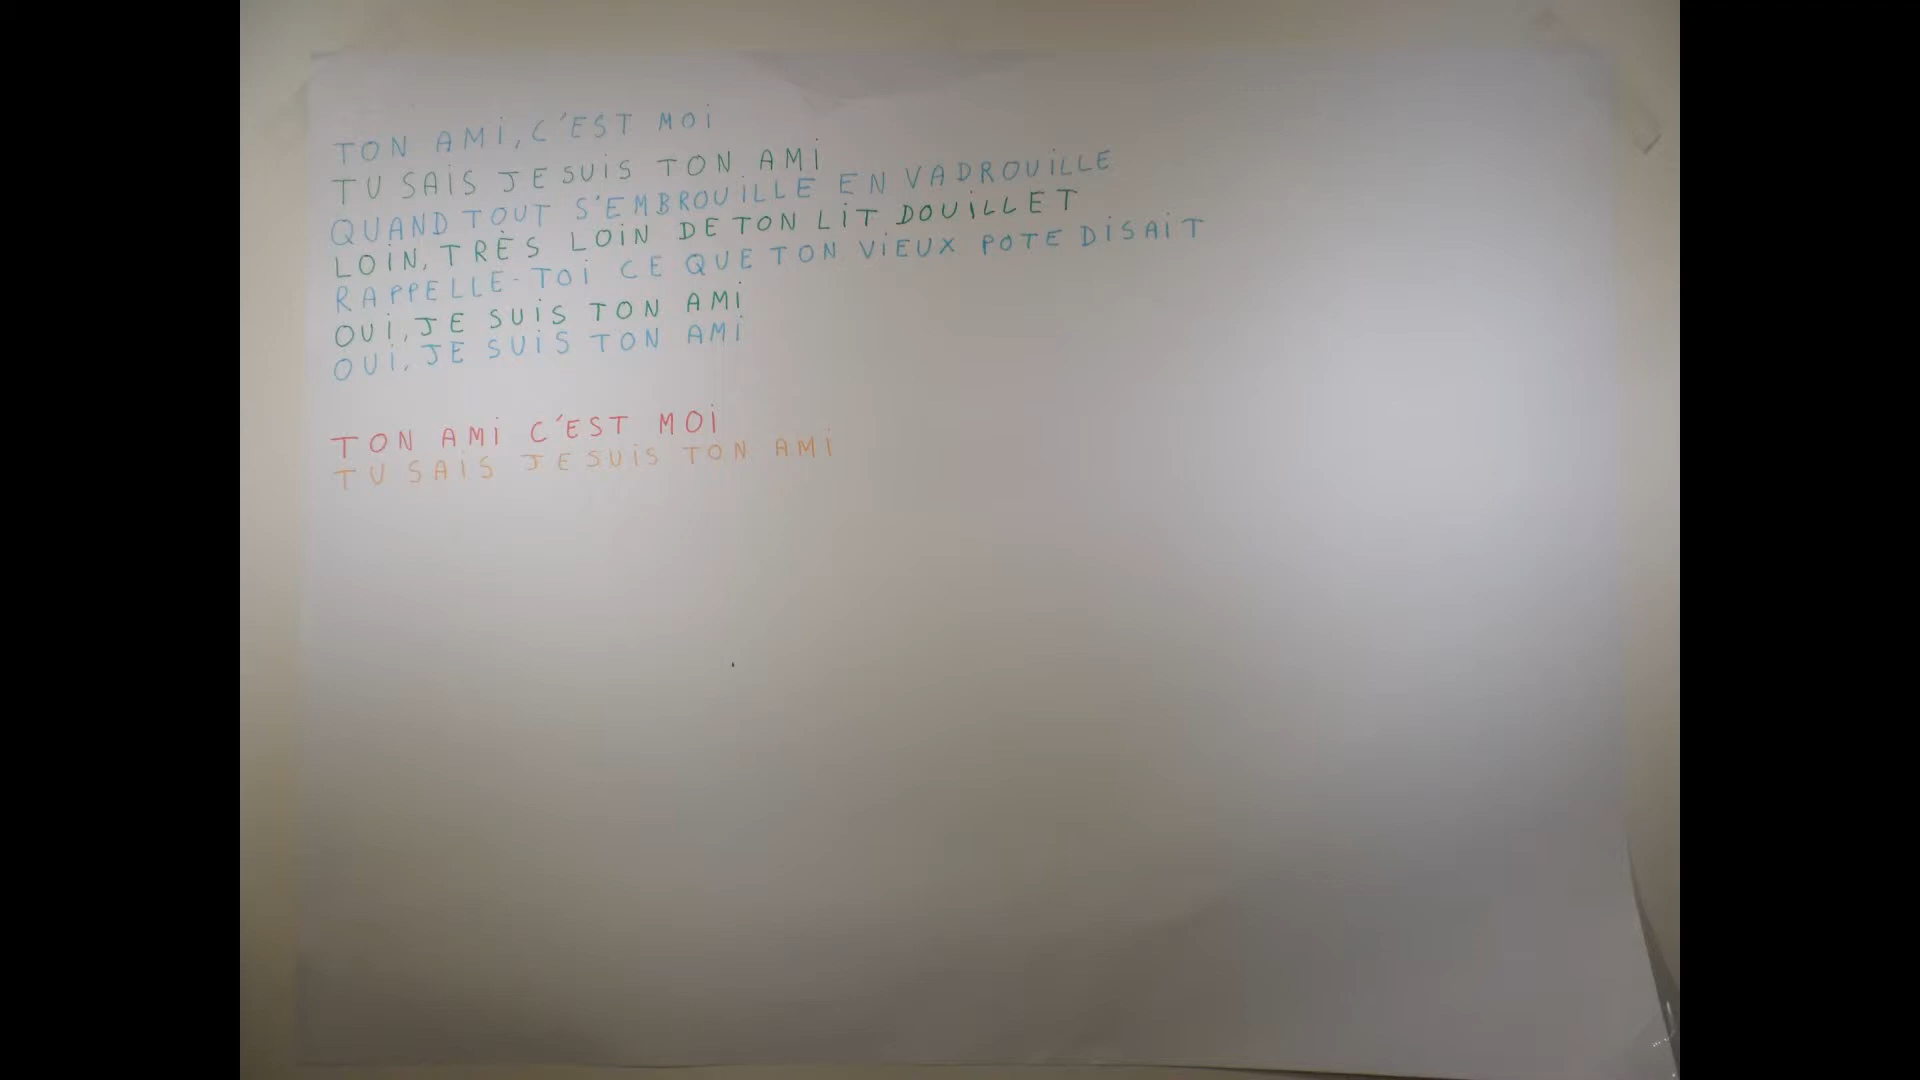 TON AMI, C'EST MOI
TU SAIS JE SUIS TON AMI
QUAND TOUT S'EMBROUILLE EN VADROUILLE
LOIN, TRÈS LOIN DE TON LIT DOUILLET
RAPPELLE-TOI CE QUE TON VIEUX POTE DISAIT
OUI, JE SUIS TON AMI
OUI, JE SUIS TON AMI
TON AMI C'EST MOI
TU SAIS JE SUIS TON AMI